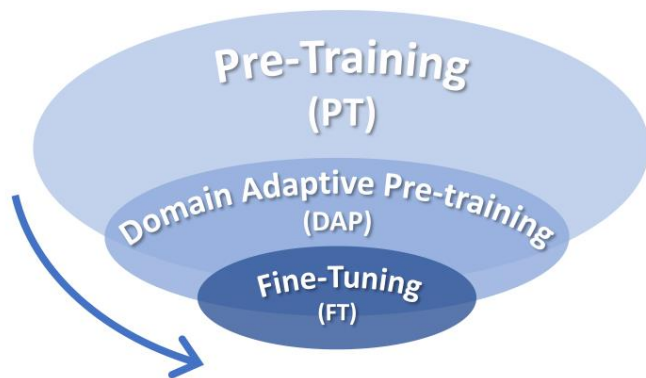 Pre-Training
(PT)
Domain Adaptive Pre-training
(DAP)
Fine-Tuning
(FT)